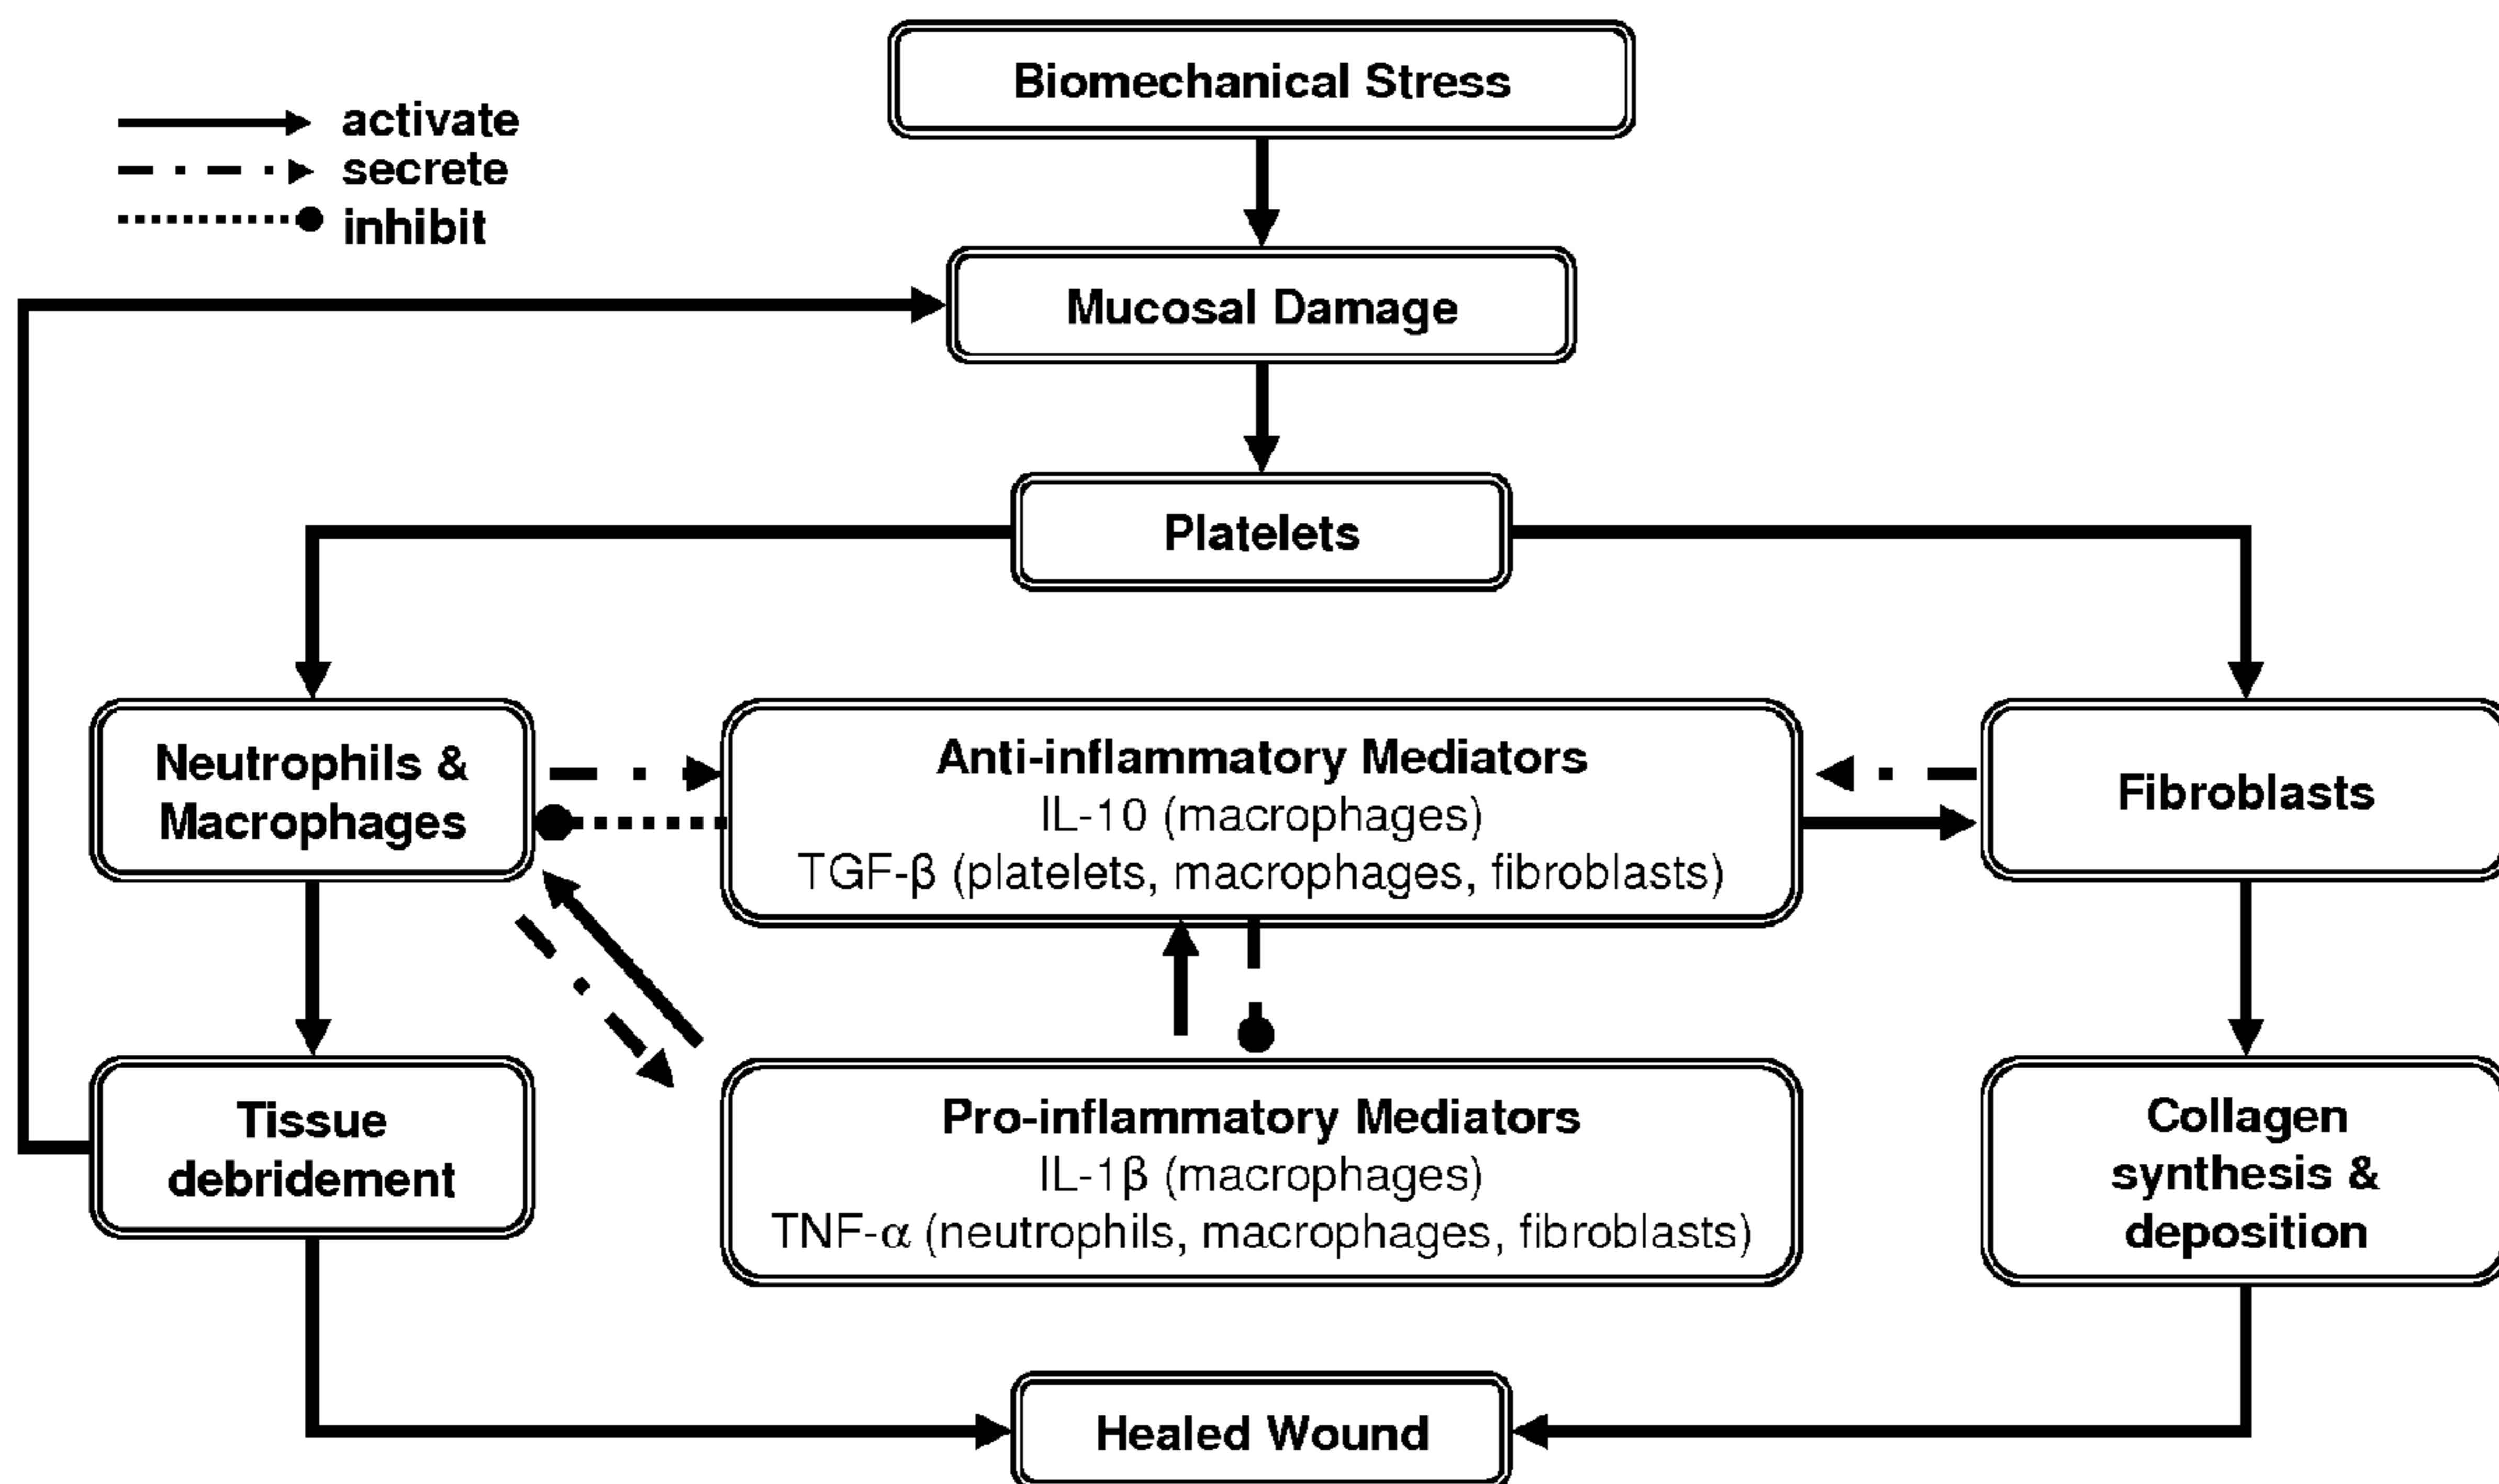 activate
secrete
inhibit
Biomechanical Stress
Mucosal Damage
Platelets
Neutrophils &
Macrophages
Anti-inflammatory Mediators
IL-10 (macrophages)
TGF-β (platelets, macrophages, fibroblasts)
Fibroblasts
Tissue
debridement
Pro-inflammatory Mediators
IL-1β (macrophages)
TNF-α (neutrophils, macrophages, fibroblasts)
Collagen
synthesis &
deposition
Healed Wound